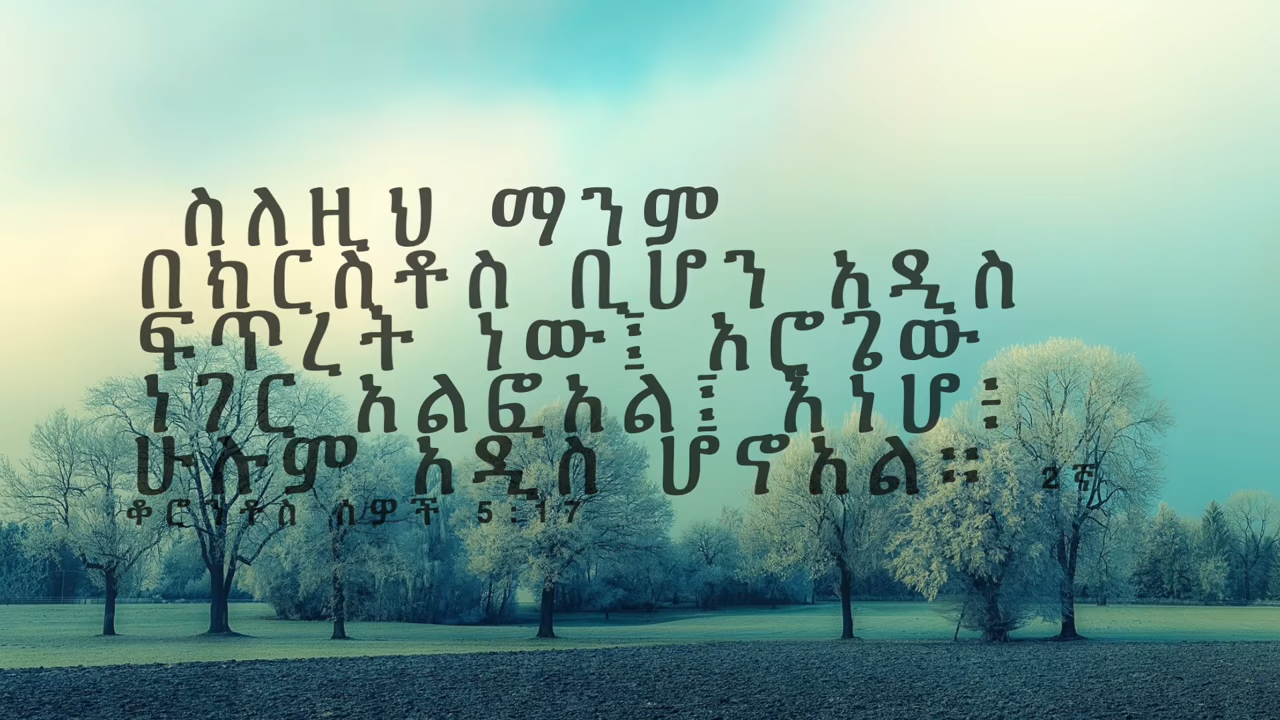 ስለዚህ ማንም
በክርስቶስ ቢሆን አዲስ
ፍጥረት ነው፤ አሮጌው
ነገር አልፎአል፤ እነሆ፥
ሁሉም አዲስ ሆኖአል። 2ኛ
ቆሮንቶስ ሰዎች 5:17